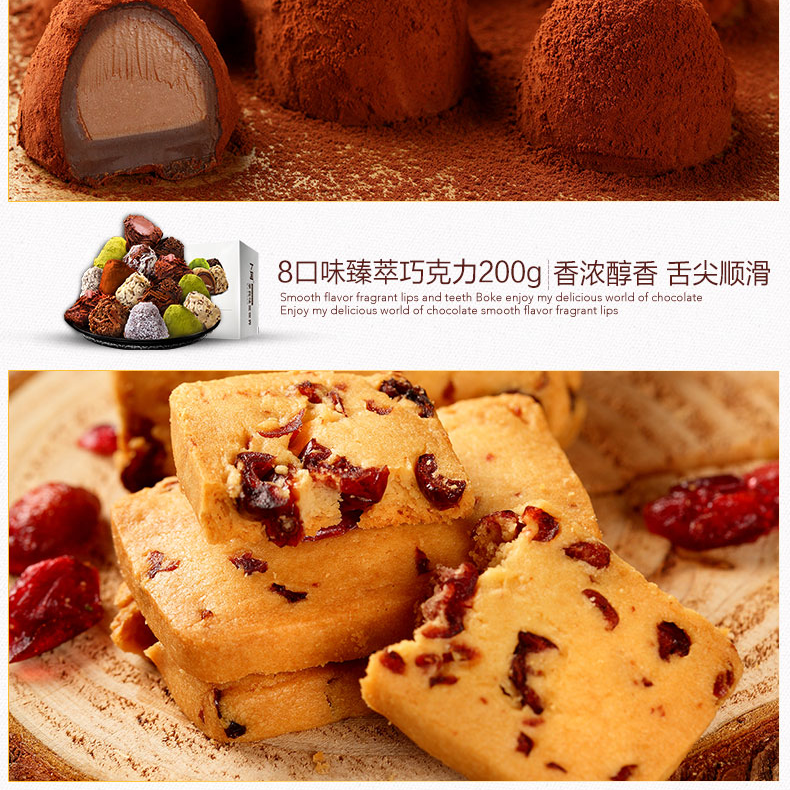 8口味臻萃巧克力200g 香浓醇香 舌尖顺滑
Smooth flavor fragrant lips and teeth Boke enjoy my delicious world of chocolate
Enjoy my delicious world of chocolate smooth flavor fragrant lips